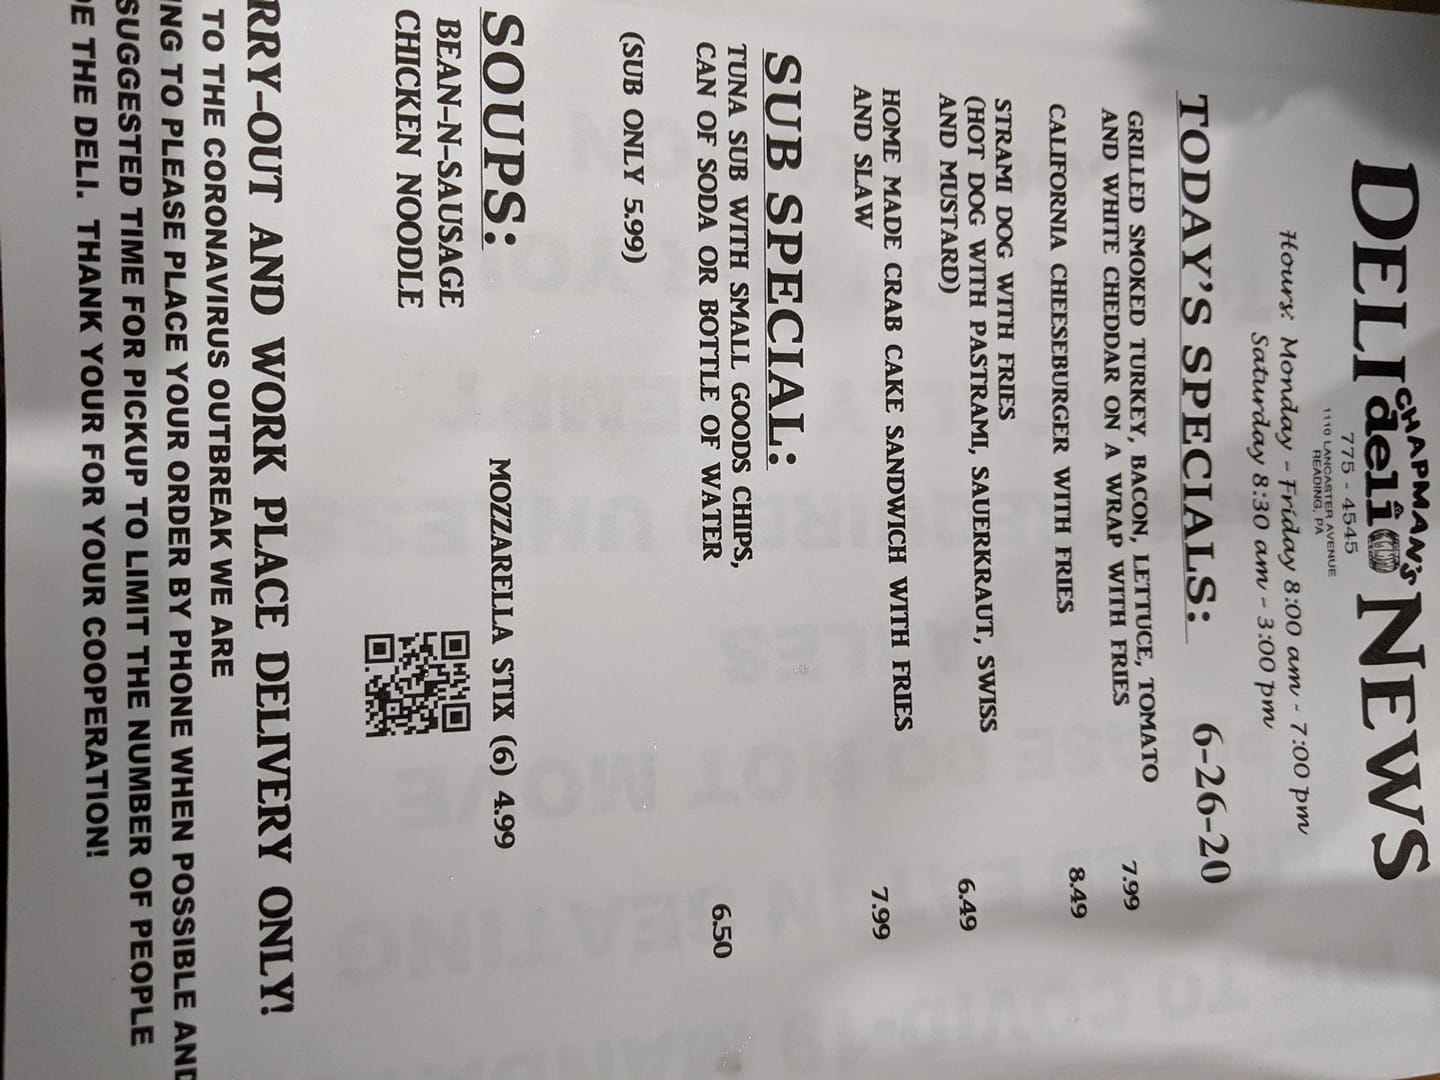 DELI CHAPMAN'S deli NEWS
775 - 4545
1110 LANCASTER AVENUE
READING, PA
Hours: Monday - Friday 8:00 am - 7:00 pm
Saturday 8:30 am - 3:00 pm
TODAY'S SPECIALS: 6-26-20
GRILLED SMOKED TURKEY, BACON, LETTUCE, TOMATO
AND WHITE CHEDDAR ON A WRAP WITH FRIES 7.99
CALIFORNIA CHEESEBURGER WITH FRIES 8.49
STRAMI DOG WITH FRIES
(HOT DOG WITH PASTRAMI, SAUERKRAUT, SWISS
AND MUSTARD) 6.49
HOME MADE CRAB CAKE SANDWICH WITH FRIES
AND SLAW 7.99
SUB SPECIAL:
TUNA SUB WITH SMALL GOODS CHIPS,
CAN OF SODA OR BOTTLE OF WATER 6.50
(SUB ONLY 5.99)
SOUPS: MOZZARELLA STIX (6) 4.99
BEAN-N-SAUSAGE
CHICKEN NOODLE
RRY-OUT AND WORK PLACE DELIVERY ONLY!
TO THE CORONAVIRUS OUTBREAK WE ARE
ING TO PLEASE PLACE YOUR ORDER BY PHONE WHEN POSSIBLE AND
SUGGESTED TIME FOR PICKUP TO LIMIT THE NUMBER OF PEOPLE
DE THE DELI. THANK YOUR FOR YOUR COOPERATION!